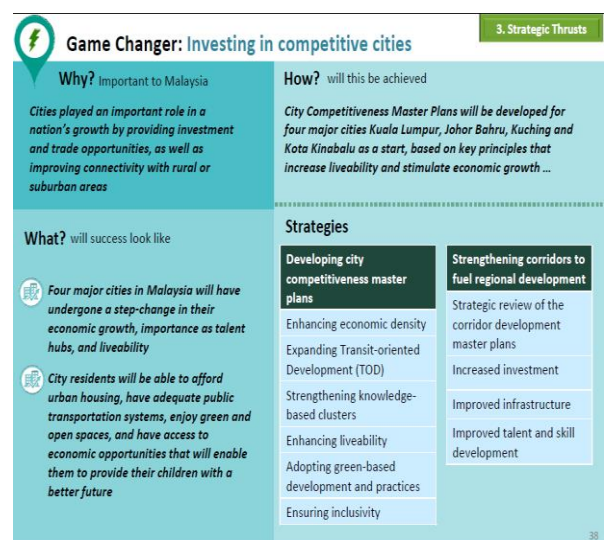 3. Strategic Thrusts
Game Changer: Investing in competitive cities
Why? Important to Malaysia
Cities played an important role in a
nation's growth by providing investment
and trade opportunities, as well as
improving connectivity with rural or
suburban areas
How? will this be achieved
City Competitiveness Master Plans will be developed for
four major cities Kuala Lumpur, Johor Bahru, Kuching and
Kota Kinabalu as a start, based on key principles that
increase liveability and stimulate economic growth ...
What? will success look like
Four major cities in Malaysia will have
undergone a step-change in their
economic growth, importance as talent
hubs, and liveability
City residents will be able to afford
urban housing, have adequate public
transportation systems, enjoy green and
open spaces, and have access to
economic opportunities that will enable
them to provide their children with a
better future
Strategies
Developing city
competitiveness master
plans
Enhancing economic density
Expanding Transit-oriented
Development (TOD)
Strengthening knowledge-
based clusters
Enhancing liveability
Adopting green-based
development and practices
Ensuring inclusivity
Strengthening corridors to
fuel regional development
Strategic review of the
corridor development
master plans
Increased investment
Improved infrastructure
Improved talent and skill
development
38